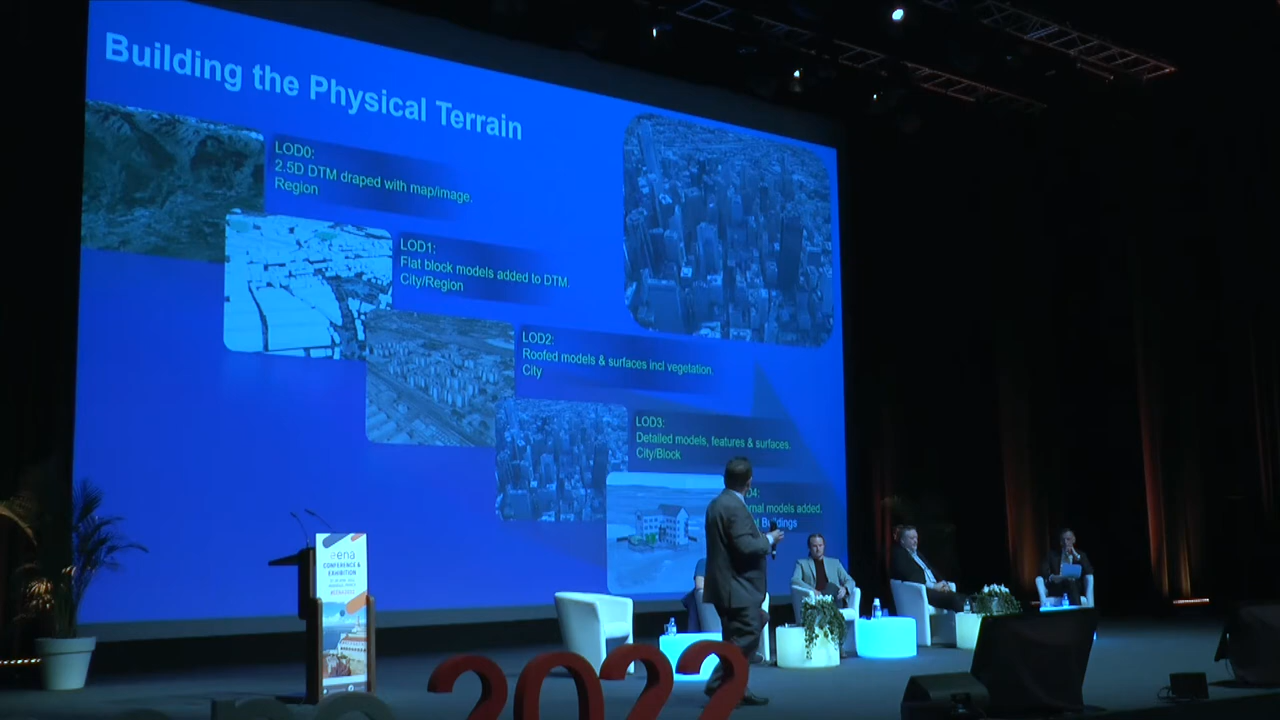 Building the Physical Terrain
LOD0:
2.5D DTM draped with map/image.
Region
LOD1:
Flat block models added to DTM.
City/Region
LOD2:
Roofed models & surfaces incl vegetation.
City
LOD3:
Detailed models, features & surfaces.
City/Block
models added.
Buildings
eena
CONFERENCE &
EXHIBITION
2022